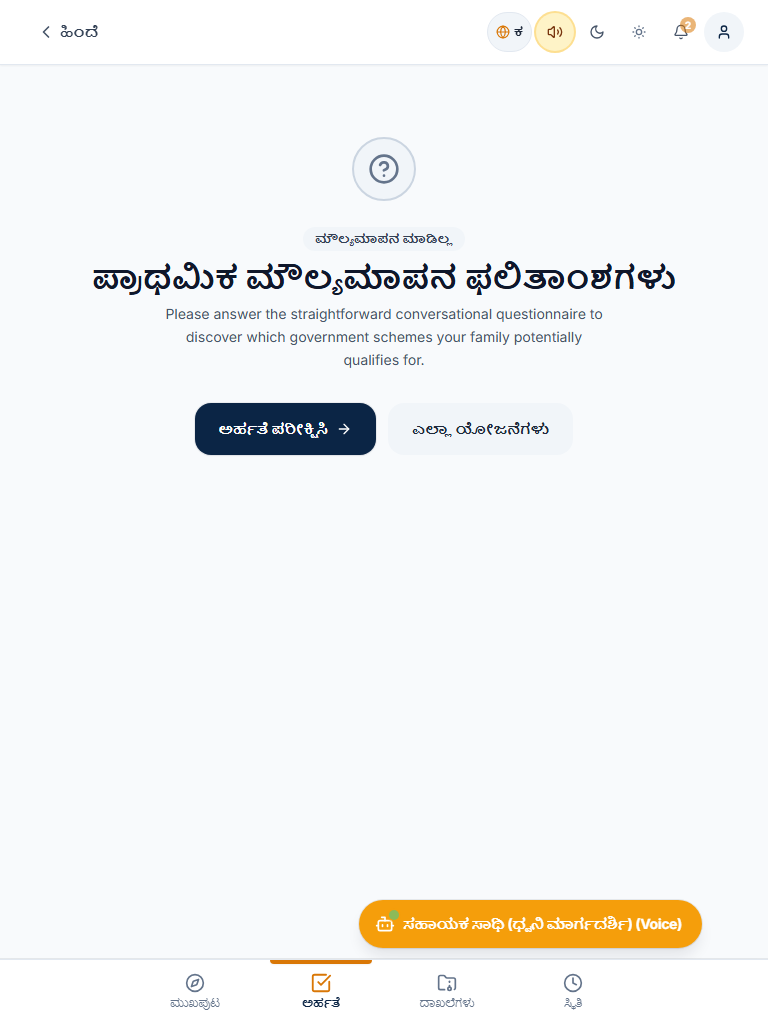 ಹಿಂದೆ
ಕ
2
ಮೌಲ್ಯಮಾಪನ ಮಾಡಿಲ್ಲ
ಪ್ರಾಥಮಿಕ ಮೌಲ್ಯಮಾಪನ ಫಲಿತಾಂಶಗಳು
Please answer the straightforward conversational questionnaire to
discover which government schemes your family potentially
qualifies for.
ಅರ್ಹತೆ ಪರೀಕ್ಷಿಸಿ
ಎಲ್ಲಾ ಯೋಜನೆಗಳು
ಸಹಾಯಕ ಸಾಥಿ (ಧ್ವನಿ ಮಾರ್ಗದರ್ಶಿ) (Voice)
ಮುಖಪುಟ
ಅರ್ಹತೆ
ದಾಖಲೆಗಳು
ಸ್ಥಿತಿ